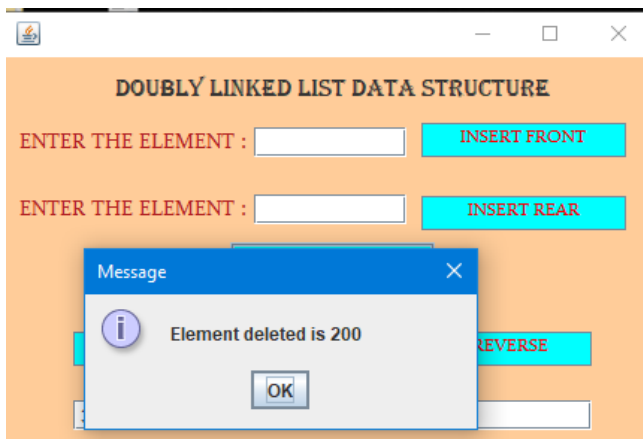 DOUBLY LINKED LIST DATA STRUCTURE
ENTER THE ELEMENT :
INSERT FRONT
ENTER THE ELEMENT :
INSERT REAR
Message
Element deleted is 200
REVERSE
OK